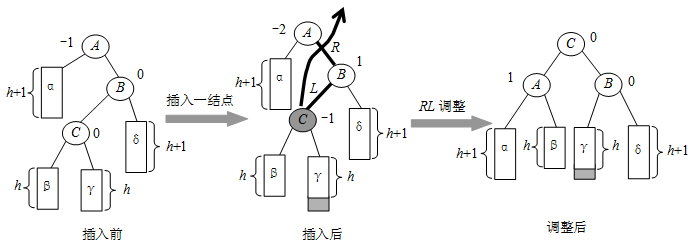 −1 A
h+1 α
B 0
C 0
δ h+1
h β γ h
插入前
插入一结点
−2 A
R
h+1 α
B 1
L
C −1
δ h+1
h β γ h
插入后
RL 调整
C 0
1 A
B 0
h+1 α
β h
γ h
δ h+1
调整后